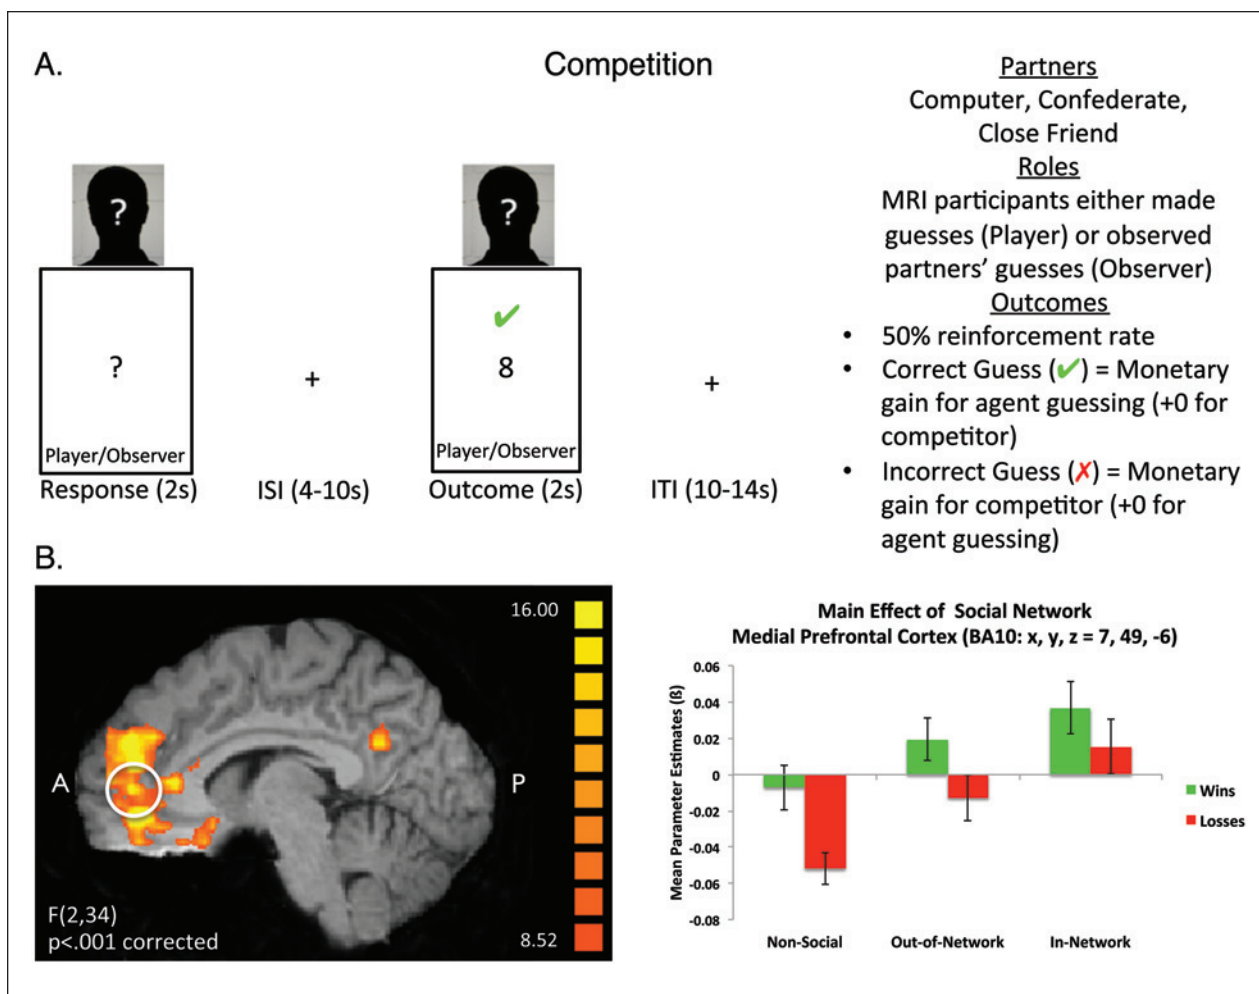 A.
Competition
?
?
Player/Observer
Response (2s)
+
ISI (4-10s)
?
✔
8
Player/Observer
Outcome (2s)
+
ITI (10-14s)
Partners
Computer, Confederate,
Close Friend
Roles
MRI participants either made
guesses (Player) or observed
partners’ guesses (Observer)
Outcomes
• 50% reinforcement rate
• Correct Guess (✔) = Monetary
gain for agent guessing (+0 for
competitor)
• Incorrect Guess (✗) = Monetary
gain for competitor (+0 for
agent guessing)
B.
16.00
A
P
F(2,34)
p<.001 corrected
8.52
Main Effect of Social Network
Medial Prefrontal Cortex (BA10: x, y, z = 7, 49, -6)
Mean Parameter Estimates (ß)
0.06
0.04
0.02
0
-0.02
-0.04
-0.06
-0.08
Non-Social
Out-of-Network
In-Network
Wins
Losses